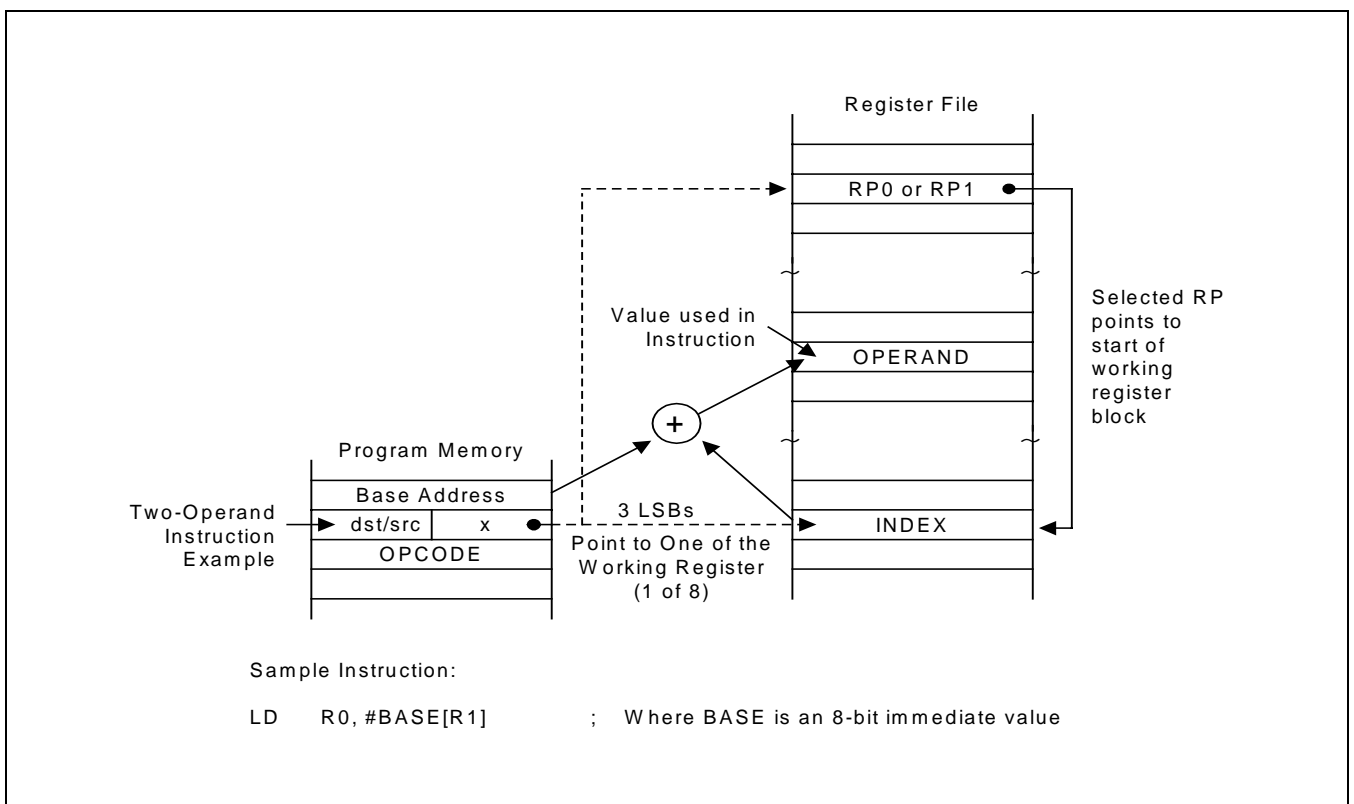 Register File
RP0 or RP1
Selected RP
points to
start of
working
register
block
Value used in
Instruction
OPERAND
+
Program Memory
Base Address
Two-Operand
Instruction
Example
dst/src
x
3 LSBs
INDEX
OPCODE
Point to One of the
Working Register
(1 of 8)
Sample Instruction:
LD R0, #BASE[R1] ; Where BASE is an 8-bit immediate value